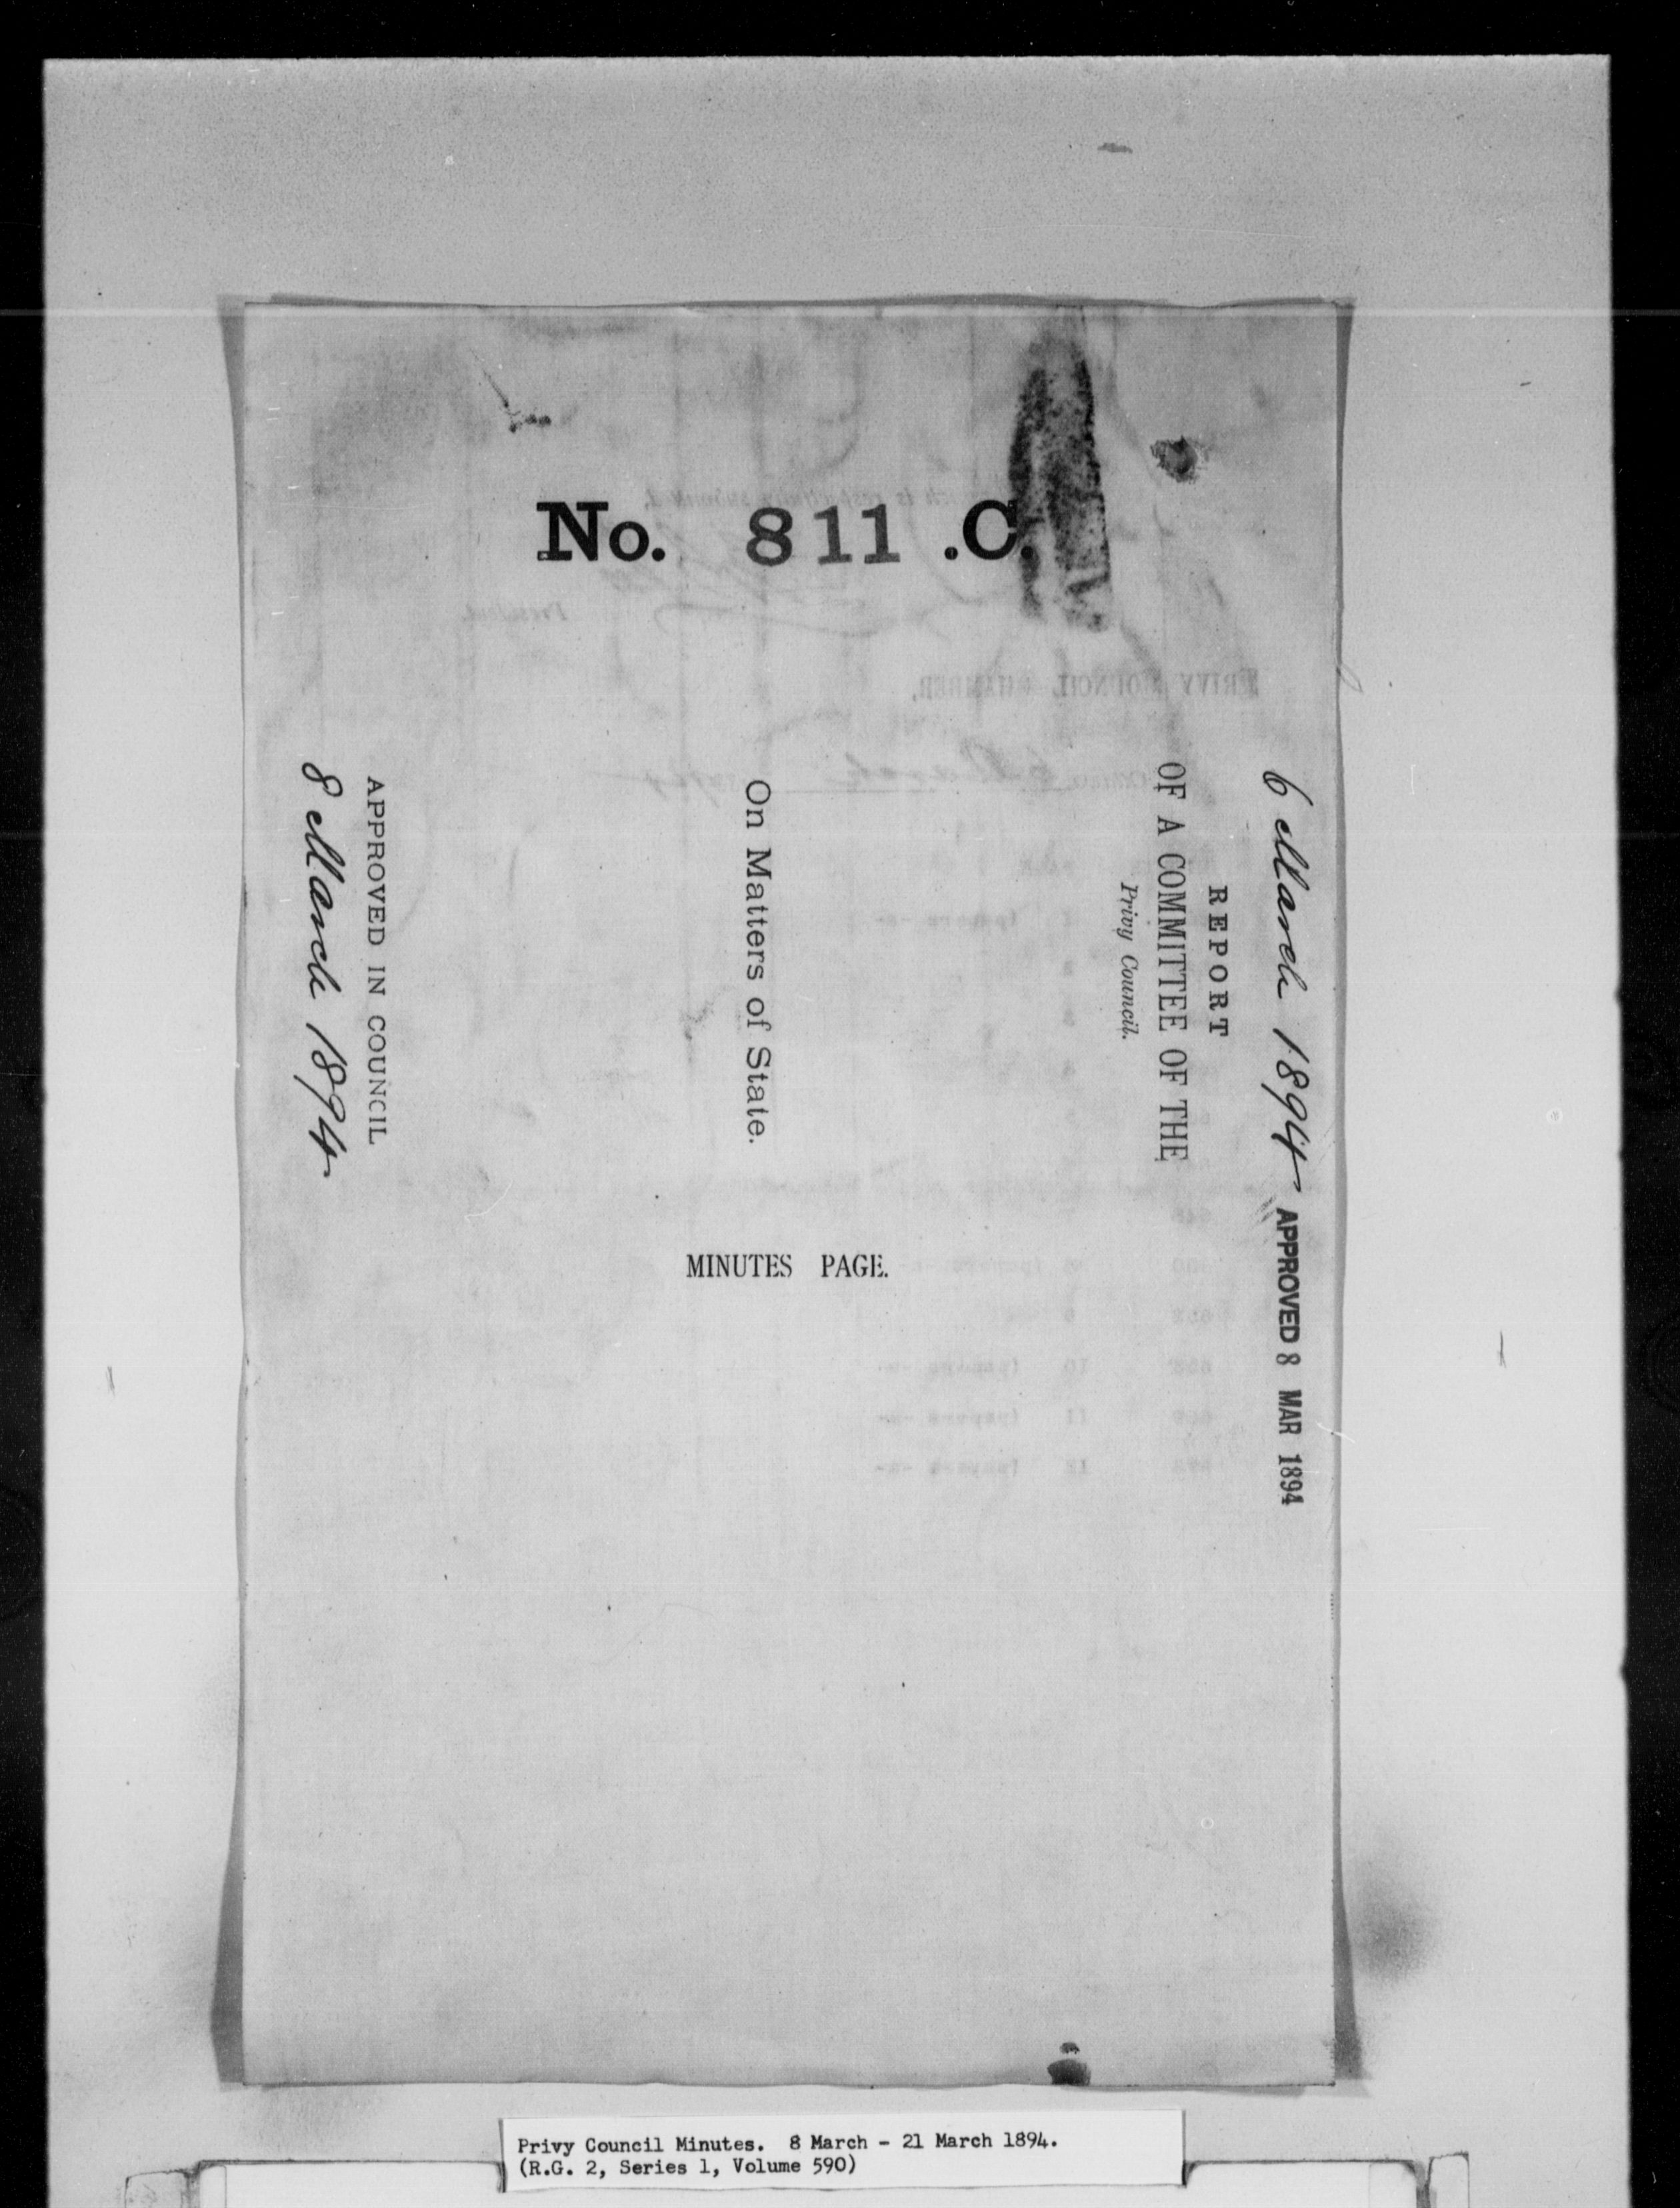 No. 811 .C.
6 March 1894 APPROVED 8 MAR 1894
REPORT
OF A COMMITTEE OF THE
Privy Council.
On Matters of State.
APPROVED IN COUNCIL
8 March 1894
MINUTES PAGE.
Privy Council Minutes. 8 March - 21 March 1894.
(R.G. 2, Series 1, Volume 590)